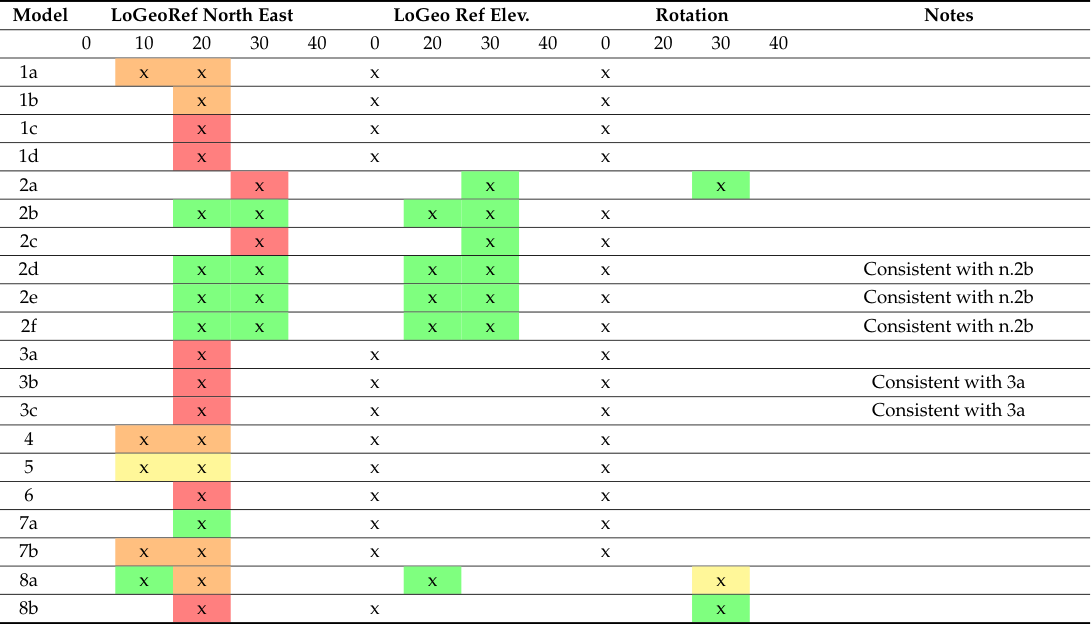 Model LoGeoRef North East LoGeo Ref Elev. Rotation Notes
0 10 20 30 40 0 20 30 40 0 20 30 40
1a x x x x
1b x x x
1c x x x
1d x x x
2a x x x
2b x x x x x
2c x x x
2d x x x x x Consistent with n.2b
2e x x x x x Consistent with n.2b
2f x x x x x Consistent with n.2b
3a x x x
3b x x x Consistent with 3a
3c x x x Consistent with 3a
4 x x x x
5 x x x x
6 x x x
7a x x x
7b x x x x
8a x x x x
8b x x x